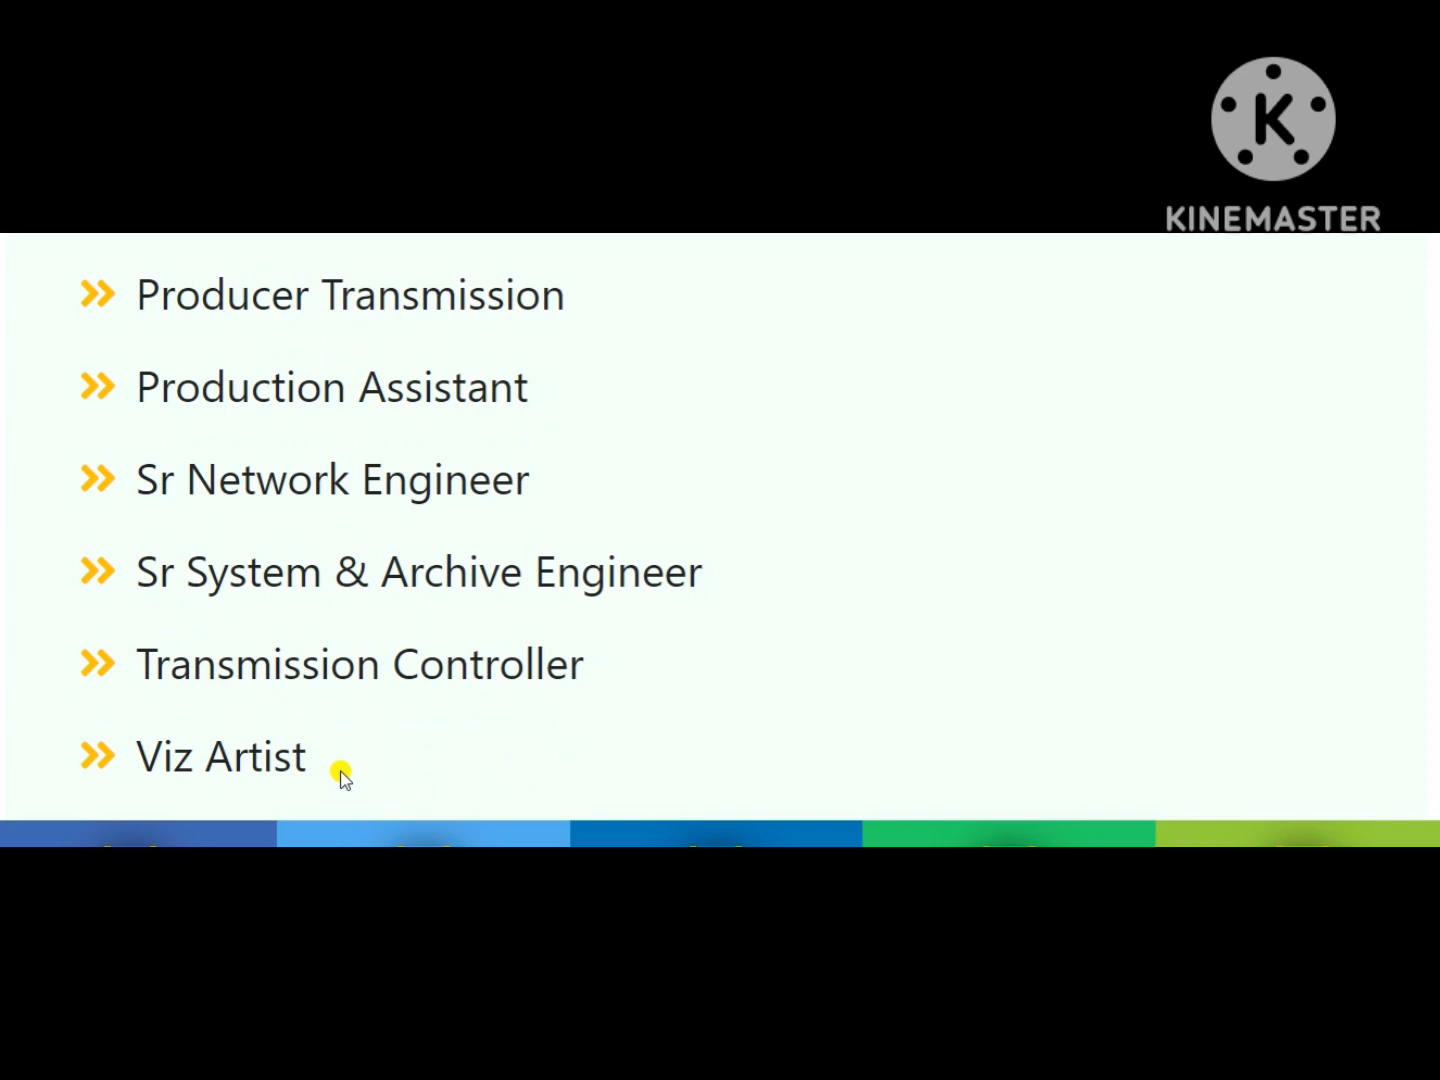 K
KINEMASTER
Producer Transmission
Production Assistant
Sr Network Engineer
Sr System & Archive Engineer
Transmission Controller
Viz Artist